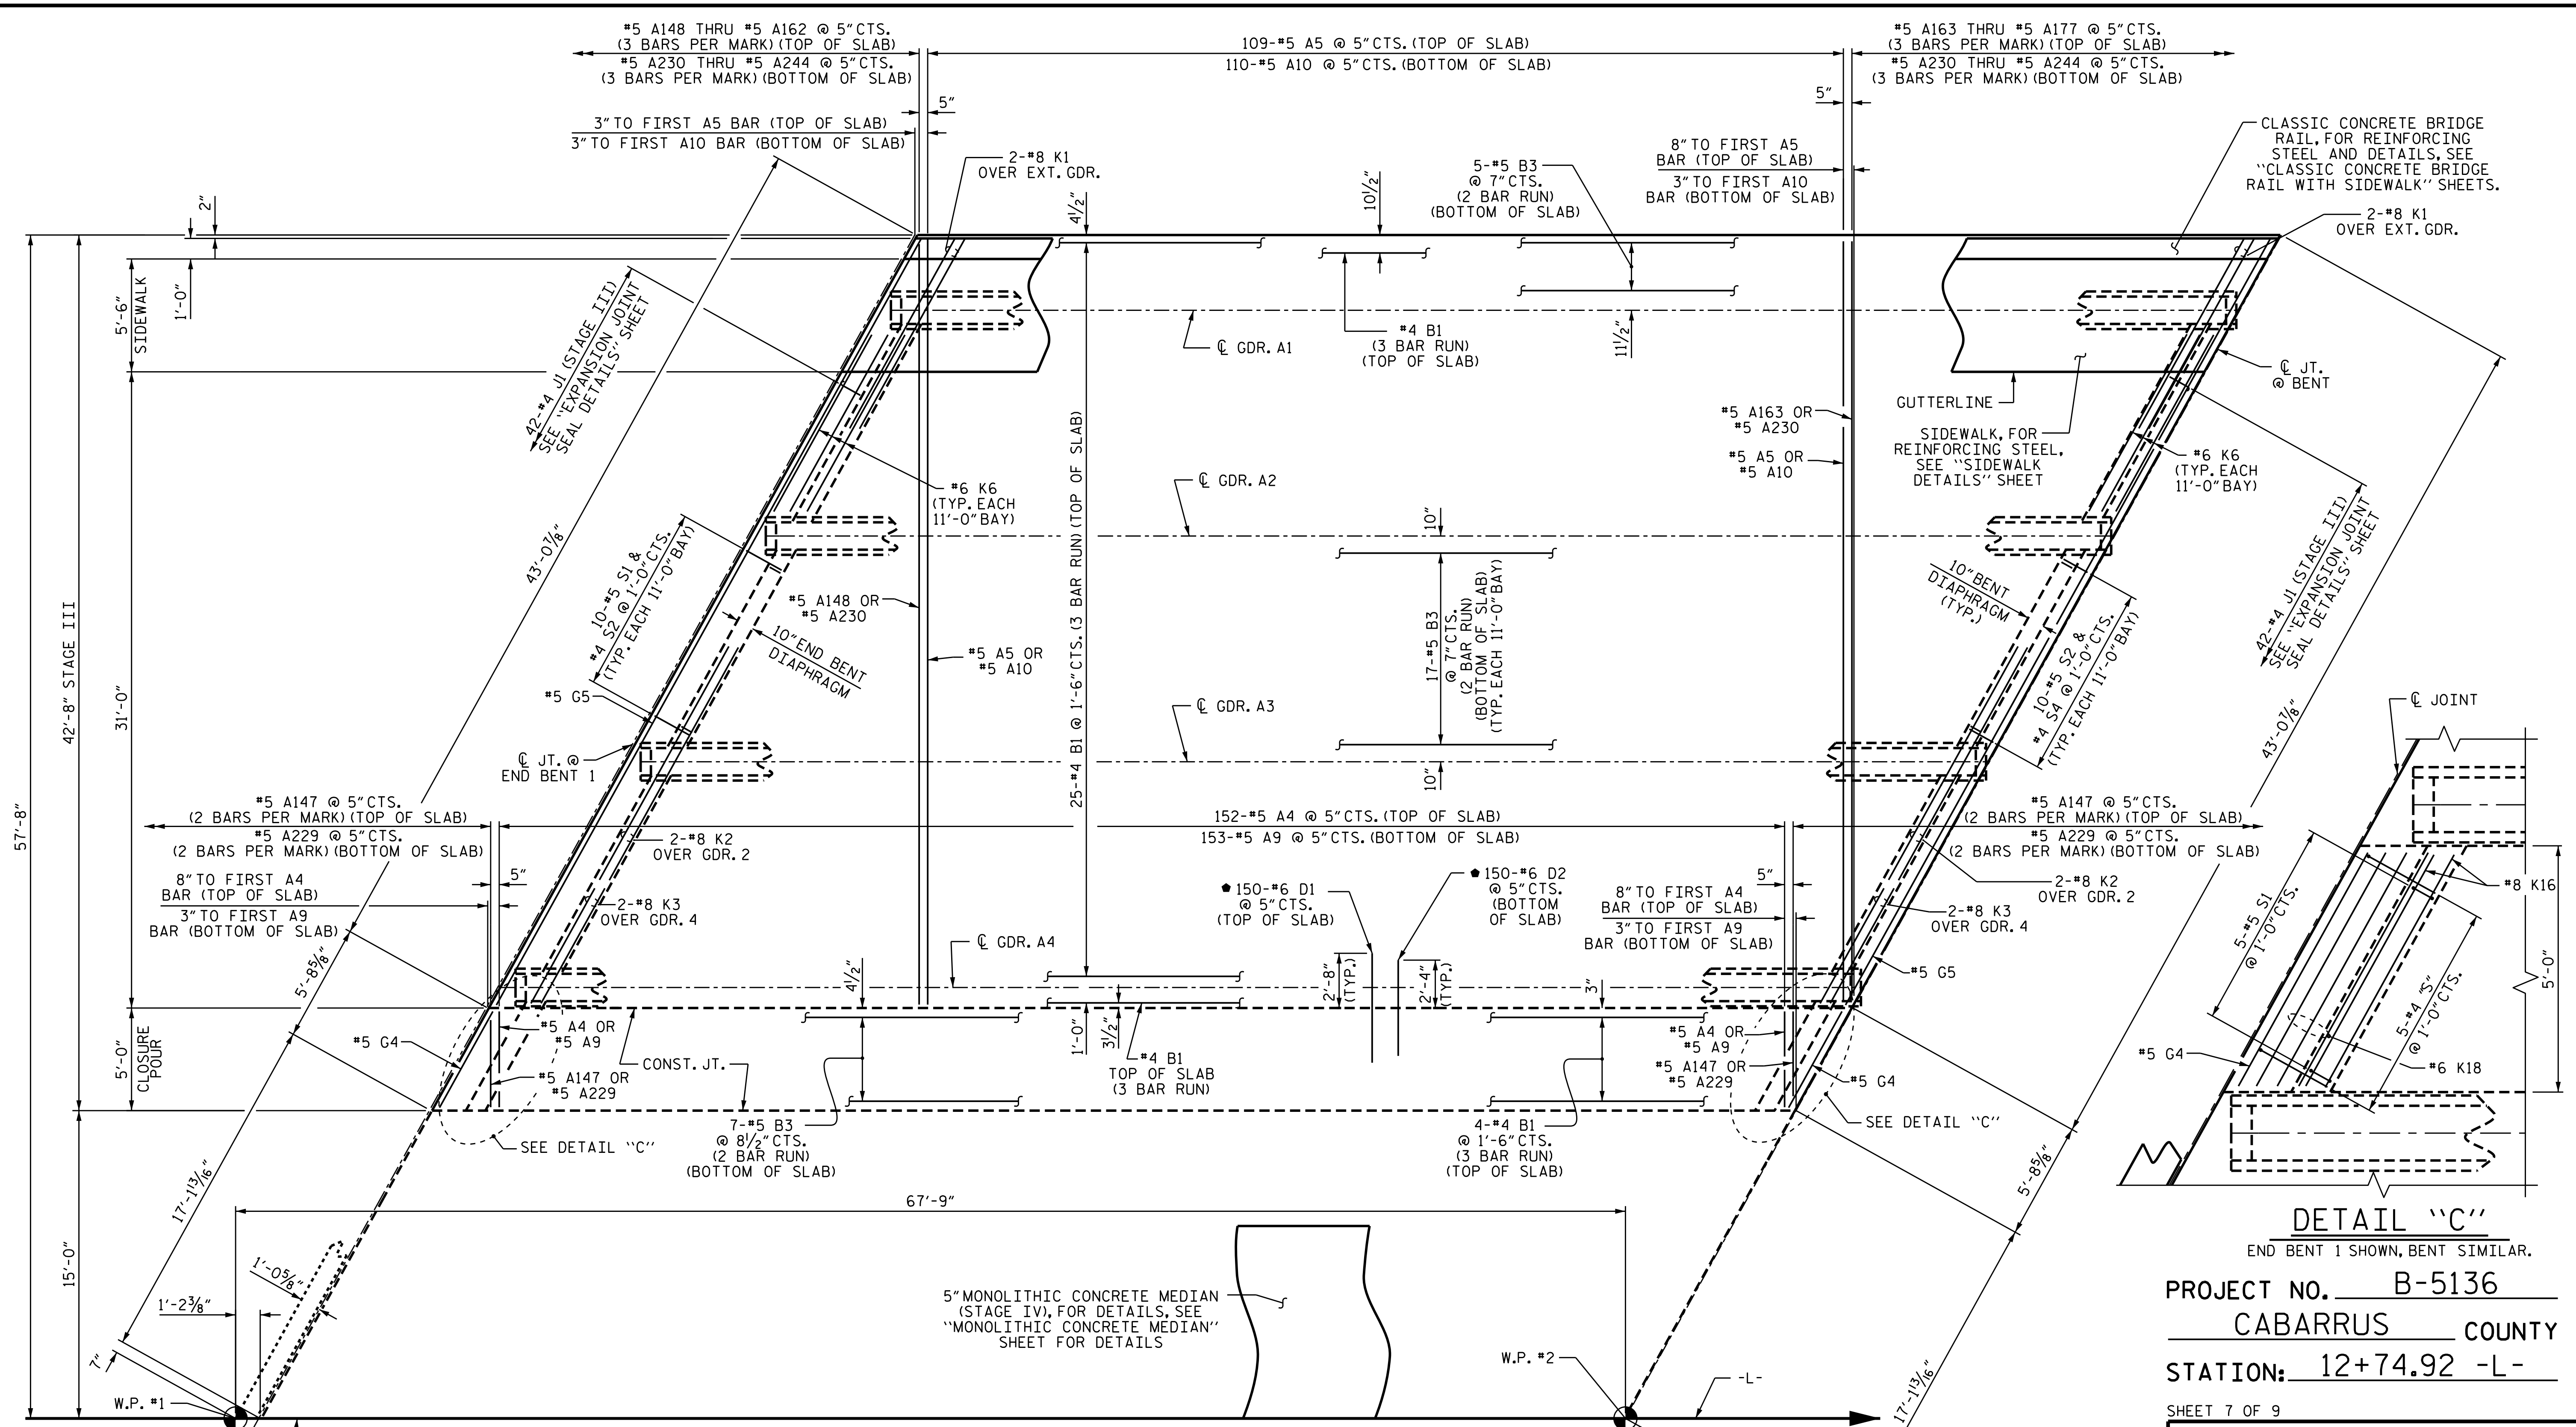 #5 A148 THRU #5 A162 @ 5" CTS.
(3 BARS PER MARK) (TOP OF SLAB)
#5 A230 THRU #5 A244 @ 5" CTS.
(3 BARS PER MARK) (BOTTOM OF SLAB)
109-#5 A5 @ 5" CTS. (TOP OF SLAB)
110-#5 A10 @ 5" CTS. (BOTTOM OF SLAB)
#5 A163 THRU #5 A177 @ 5" CTS.
(3 BARS PER MARK) (TOP OF SLAB)
#5 A230 THRU #5 A244 @ 5" CTS.
(3 BARS PER MARK) (BOTTOM OF SLAB)
5"
5"
3" TO FIRST A5 BAR (TOP OF SLAB)
3" TO FIRST A10 BAR (BOTTOM OF SLAB)
2-#8 K1
OVER EXT. GDR.
4½"
10½"
5-#5 B3
@ 7" CTS.
(2 BAR RUN)
(BOTTOM OF SLAB)
8" TO FIRST A5
BAR (TOP OF SLAB)
3" TO FIRST A10
BAR (BOTTOM OF SLAB)
CLASSIC CONCRETE BRIDGE
RAIL, FOR REINFORCING
STEEL AND DETAILS, SEE
"CLASSIC CONCRETE BRIDGE
RAIL WITH SIDEWALK" SHEETS.
2-#8 K1
OVER EXT. GDR.
2"
1'-0"
5'-6"
SIDEWALK
42-#4 J1 (STAGE III)
SEE "EXPANSION JOINT
SEAL DETAILS" SHEET
43'-0⅞"
℄ GDR. A1
#4 B1
(3 BAR RUN)
(TOP OF SLAB)
11½"
GUTTERLINE
SIDEWALK, FOR
REINFORCING STEEL,
SEE "SIDEWALK
DETAILS" SHEET
℄ JT.
@ BENT
#5 A163 OR
#5 A230
#5 A5 OR
#5 A10
#6 K6
(TYP. EACH
11'-0" BAY)
#6 K6
(TYP. EACH
11'-0" BAY)
℄ GDR. A2
25-#4 B1 @ 1'-6" CTS. (3 BAR RUN) (TOP OF SLAB)
10"
17-#5 B3
@ 7" CTS.
(2 BAR RUN)
(BOTTOM OF SLAB)
(TYP. EACH 11'-0" BAY)
10"
10-#5 S1 &
#4 S2 @ 1'-0" CTS.
(TYP. EACH 11'-0" BAY)
#5 A148 OR
#5 A230
10" END BENT
DIAPHRAGM
#5 A5 OR
#5 A10
10" BENT
DIAPHRAGM
(TYP.)
10-#5 S2 &
#4 S4 @ 1'-0" CTS.
(TYP. EACH 11'-0" BAY)
42-#4 J1 (STAGE III)
SEE "EXPANSION JOINT
SEAL DETAILS" SHEET
43'-0⅞"
57'-8"
42'-8" STAGE III
31'-0"
#5 G5
℄ JT. @
END BENT 1
℄ GDR. A3
#5 A147 @ 5" CTS.
(2 BARS PER MARK) (TOP OF SLAB)
#5 A229 @ 5" CTS.
(2 BARS PER MARK) (BOTTOM OF SLAB)
152-#5 A4 @ 5" CTS. (TOP OF SLAB)
153-#5 A9 @ 5" CTS. (BOTTOM OF SLAB)
#5 A147 @ 5" CTS.
(2 BARS PER MARK) (TOP OF SLAB)
#5 A229 @ 5" CTS.
(2 BARS PER MARK) (BOTTOM OF SLAB)
2-#8 K2
OVER GDR. 2
8" TO FIRST A4
BAR (TOP OF SLAB)
3" TO FIRST A9
BAR (BOTTOM OF SLAB)
5"
2-#8 K3
OVER GDR. 4
℄ GDR. A4
150-#6 D1
@ 5" CTS.
(TOP OF SLAB)
150-#6 D2
@ 5" CTS.
(BOTTOM
OF SLAB)
8" TO FIRST A4
BAR (TOP OF SLAB)
3" TO FIRST A9
BAR (BOTTOM OF SLAB)
5"
2-#8 K2
OVER GDR. 2
2-#8 K3
OVER GDR. 4
#5 G5
4½"
2'-8"
(TYP.)
2'-4"
(TYP.)
3"
5'-8⅝"
5'-0"
CLOSURE
POUR
#5 G4
#5 A4 OR
#5 A9
#5 A147 OR
#5 A229
CONST. JT.
1'-0"
3½"
#4 B1
TOP OF SLAB
(3 BAR RUN)
#5 A4 OR
#5 A9
#5 A147 OR
#5 A229
#5 G4
SEE DETAIL "C"
SEE DETAIL "C"
7-#5 B3
@ 8½" CTS.
(2 BAR RUN)
(BOTTOM OF SLAB)
4-#4 B1
@ 1'-6" CTS.
(3 BAR RUN)
(TOP OF SLAB)
5'-8⅝"
17'-1¹³⁄₁₆"
15'-0"
67'-9"
1'-0⅝"
1'-2⅜"
7"
W.P. #1
5" MONOLITHIC CONCRETE MEDIAN
(STAGE IV), FOR DETAILS, SEE
"MONOLITHIC CONCRETE MEDIAN"
SHEET FOR DETAILS
W.P. #2
-L-
17'-1¹³⁄₁₆"
℄ JOINT
#8 K16
5-#5 S1
@ 1'-0" CTS.
5-#4 "S"
@ 1'-0" CTS.
5'-0"
#5 G4
#6 K18
DETAIL "C"
END BENT 1 SHOWN, BENT SIMILAR.
PROJECT NO. B-5136
CABARRUS COUNTY
STATION: 12+74.92 -L-
SHEET 7 OF 9